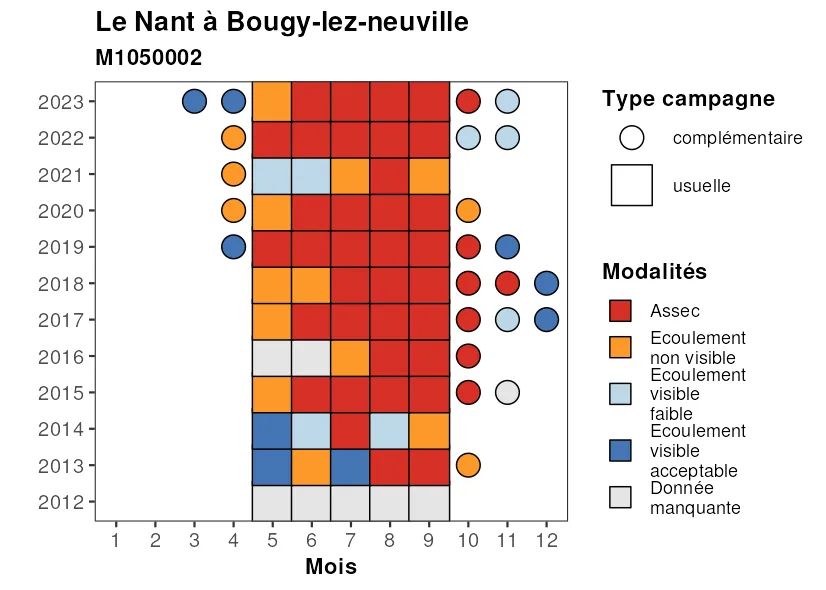 Le Nant à Bougy-lez-neuville
M1050002
2023
2022
2021
2020
2019
2018
2017
2016
2015
2014
2013
2012
1 2 3 4 5 6 7 8 9 10 11 12
Mois
Type campagne
complémentaire
usuelle
Modalités
Assec
Ecoulement
non visible
Ecoulement
visible
faible
Ecoulement
visible
acceptable
Donnée
manquante